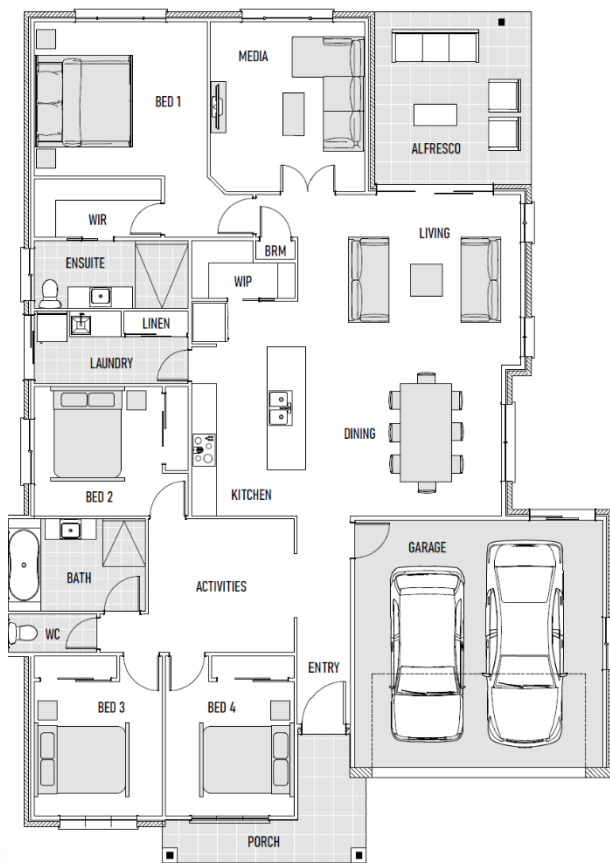 MEDIA
BED 1
ALFRESCO
WIR
LIVING
BRM
ENSUITE
WIP
LINEN
LAUNDRY
DINING
BED 2
KITCHEN
GARAGE
BATH
ACTIVITIES
WC
ENTRY
BED 3
BED 4
PORCH